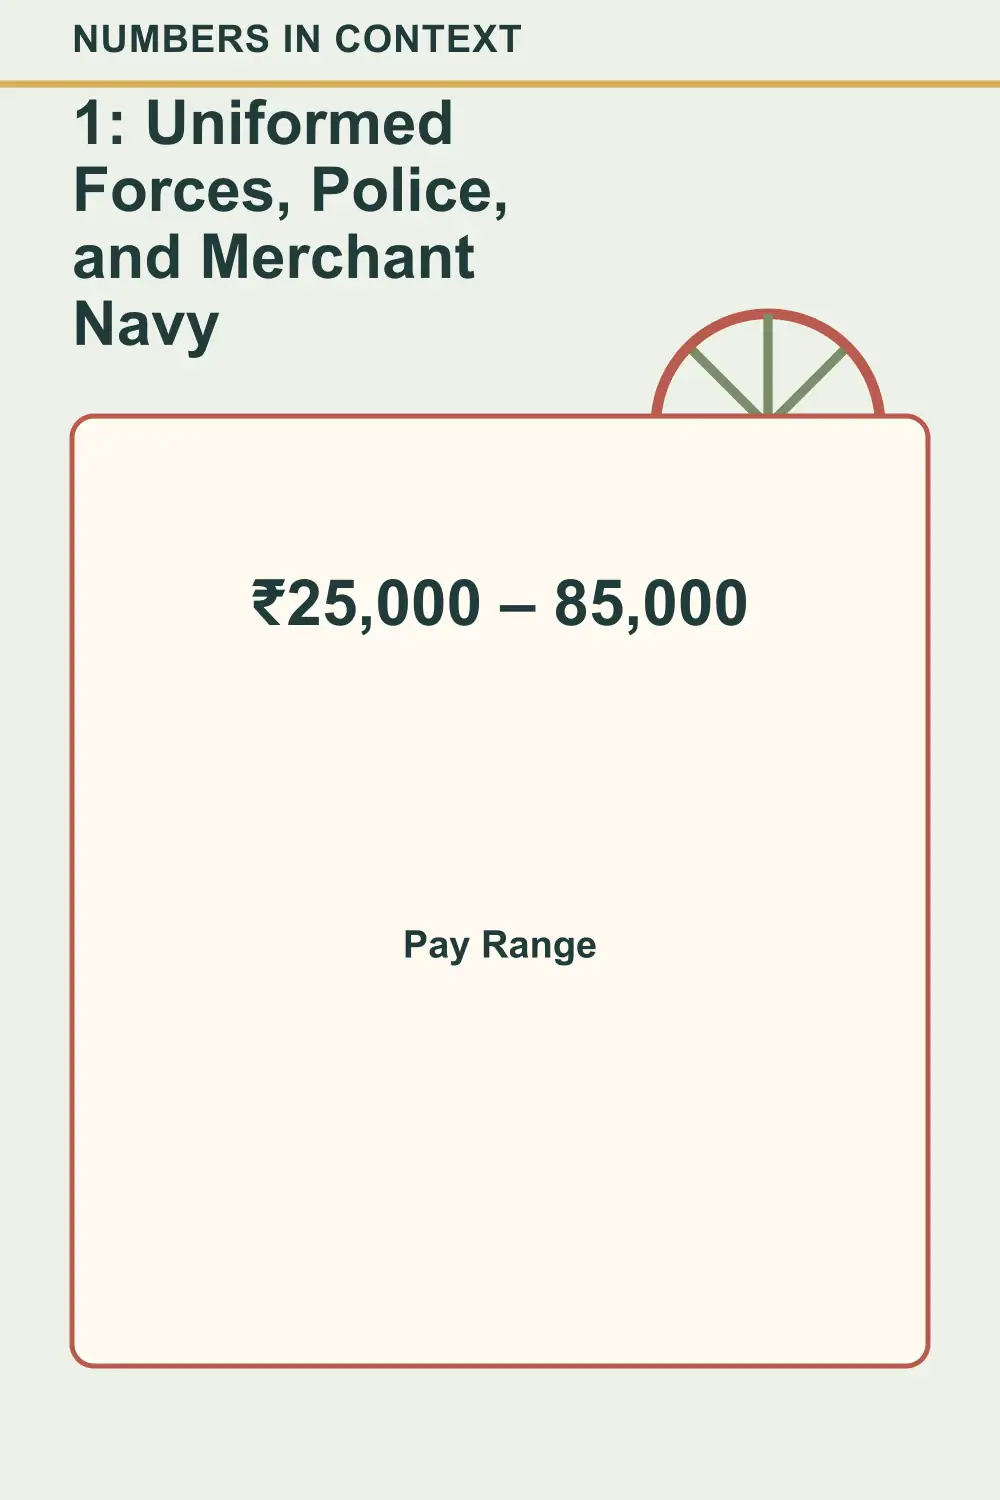 NUMBERS IN CONTEXT
1: Uniformed
Forces, Police,
and Merchant
Navy
₹25,000 – 85,000
Pay Range